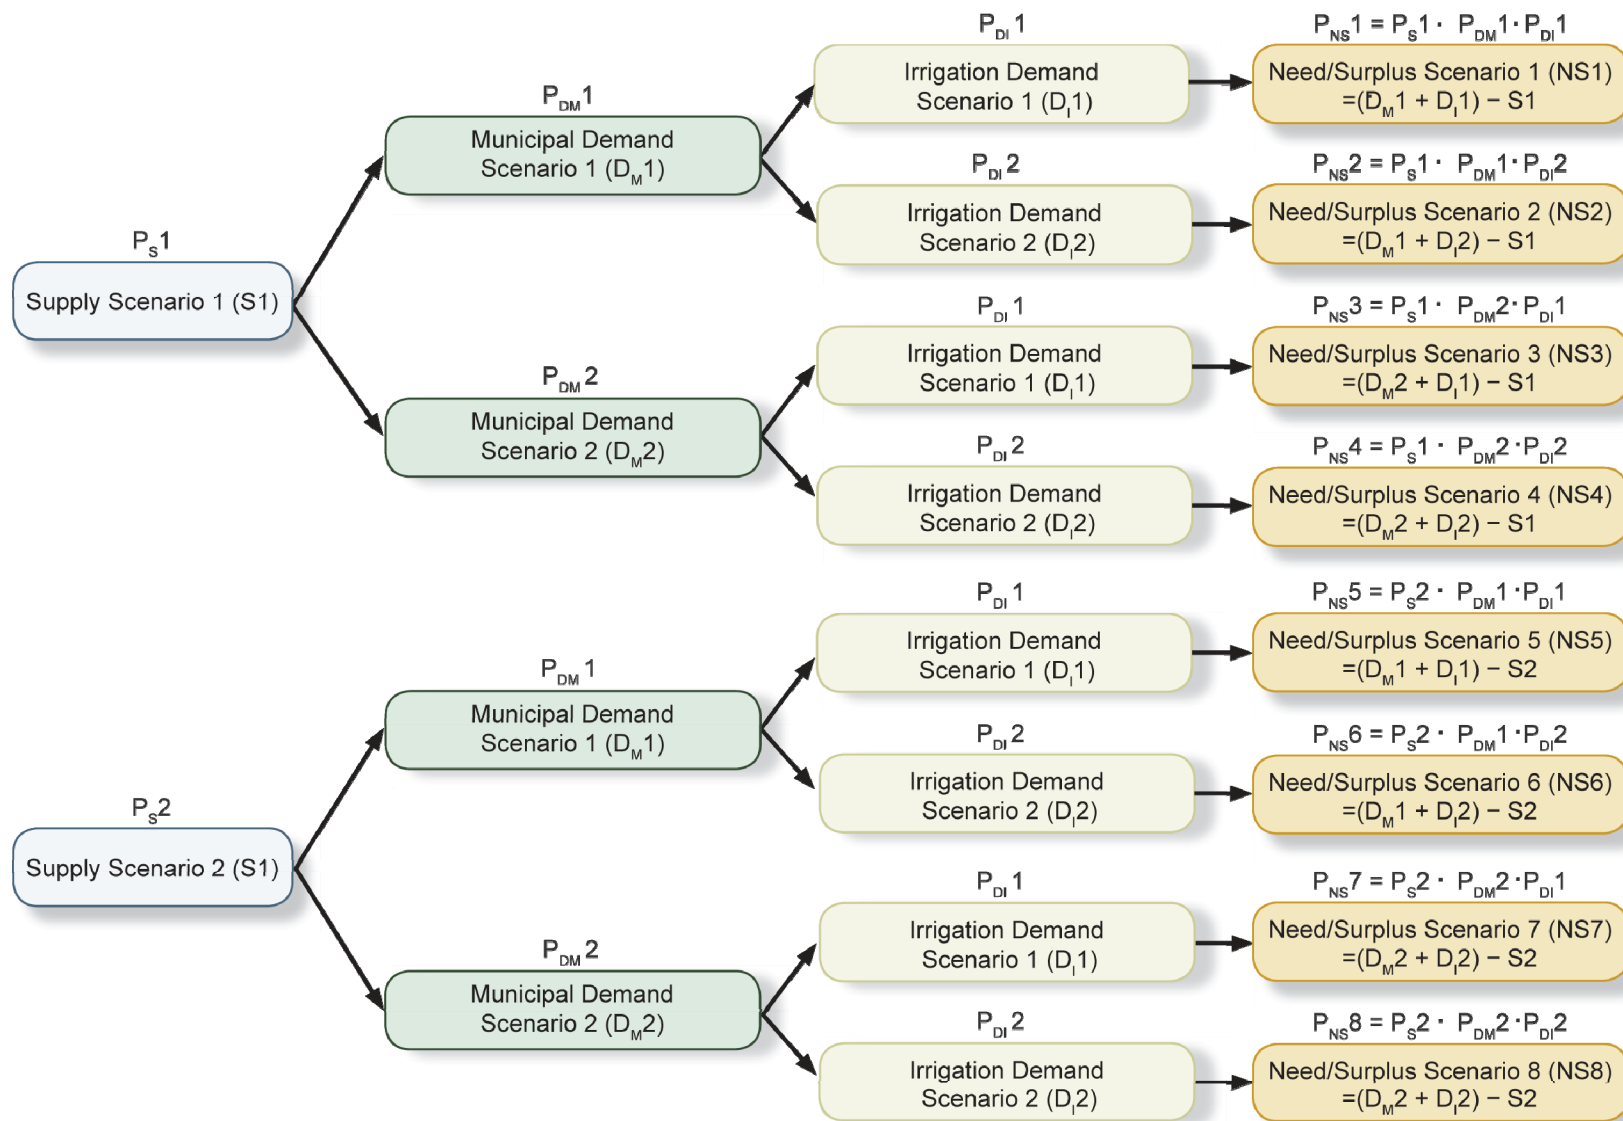 P_S1
Supply Scenario 1 (S1)
P_DM1
Municipal Demand
Scenario 1 (D_M1)
P_DI1
Irrigation Demand
Scenario 1 (D_I1)
P_NS1 = P_S1 · P_DM1·P_DI1
Need/Surplus Scenario 1 (NS1)
=(D_M1 + D_I1) – S1
P_DI2
Irrigation Demand
Scenario 2 (D_I2)
P_NS2 = P_S1 · P_DM1·P_DI2
Need/Surplus Scenario 2 (NS2)
=(D_M1 + D_I2) – S1
P_DM2
Municipal Demand
Scenario 2 (D_M2)
P_DI1
Irrigation Demand
Scenario 1 (D_I1)
P_NS3 = P_S1 · P_DM2·P_DI1
Need/Surplus Scenario 3 (NS3)
=(D_M2 + D_I1) – S1
P_DI2
Irrigation Demand
Scenario 2 (D_I2)
P_NS4 = P_S1 · P_DM2·P_DI2
Need/Surplus Scenario 4 (NS4)
=(D_M2 + D_I2) – S1
P_S2
Supply Scenario 2 (S1)
P_DM1
Municipal Demand
Scenario 1 (D_M1)
P_DI1
Irrigation Demand
Scenario 1 (D_I1)
P_NS5 = P_S2 · P_DM1·P_DI1
Need/Surplus Scenario 5 (NS5)
=(D_M1 + D_I1) – S2
P_DI2
Irrigation Demand
Scenario 2 (D_I2)
P_NS6 = P_S2 · P_DM1·P_DI2
Need/Surplus Scenario 6 (NS6)
=(D_M1 + D_I2) – S2
P_DM2
Municipal Demand
Scenario 2 (D_M2)
P_DI1
Irrigation Demand
Scenario 1 (D_I1)
P_NS7 = P_S2 · P_DM2·P_DI1
Need/Surplus Scenario 7 (NS7)
=(D_M2 + D_I2) – S2
P_DI2
Irrigation Demand
Scenario 2 (D_I2)
P_NS8 = P_S2 · P_DM2·P_DI2
Need/Surplus Scenario 8 (NS8)
=(D_M2 + D_I2) – S2